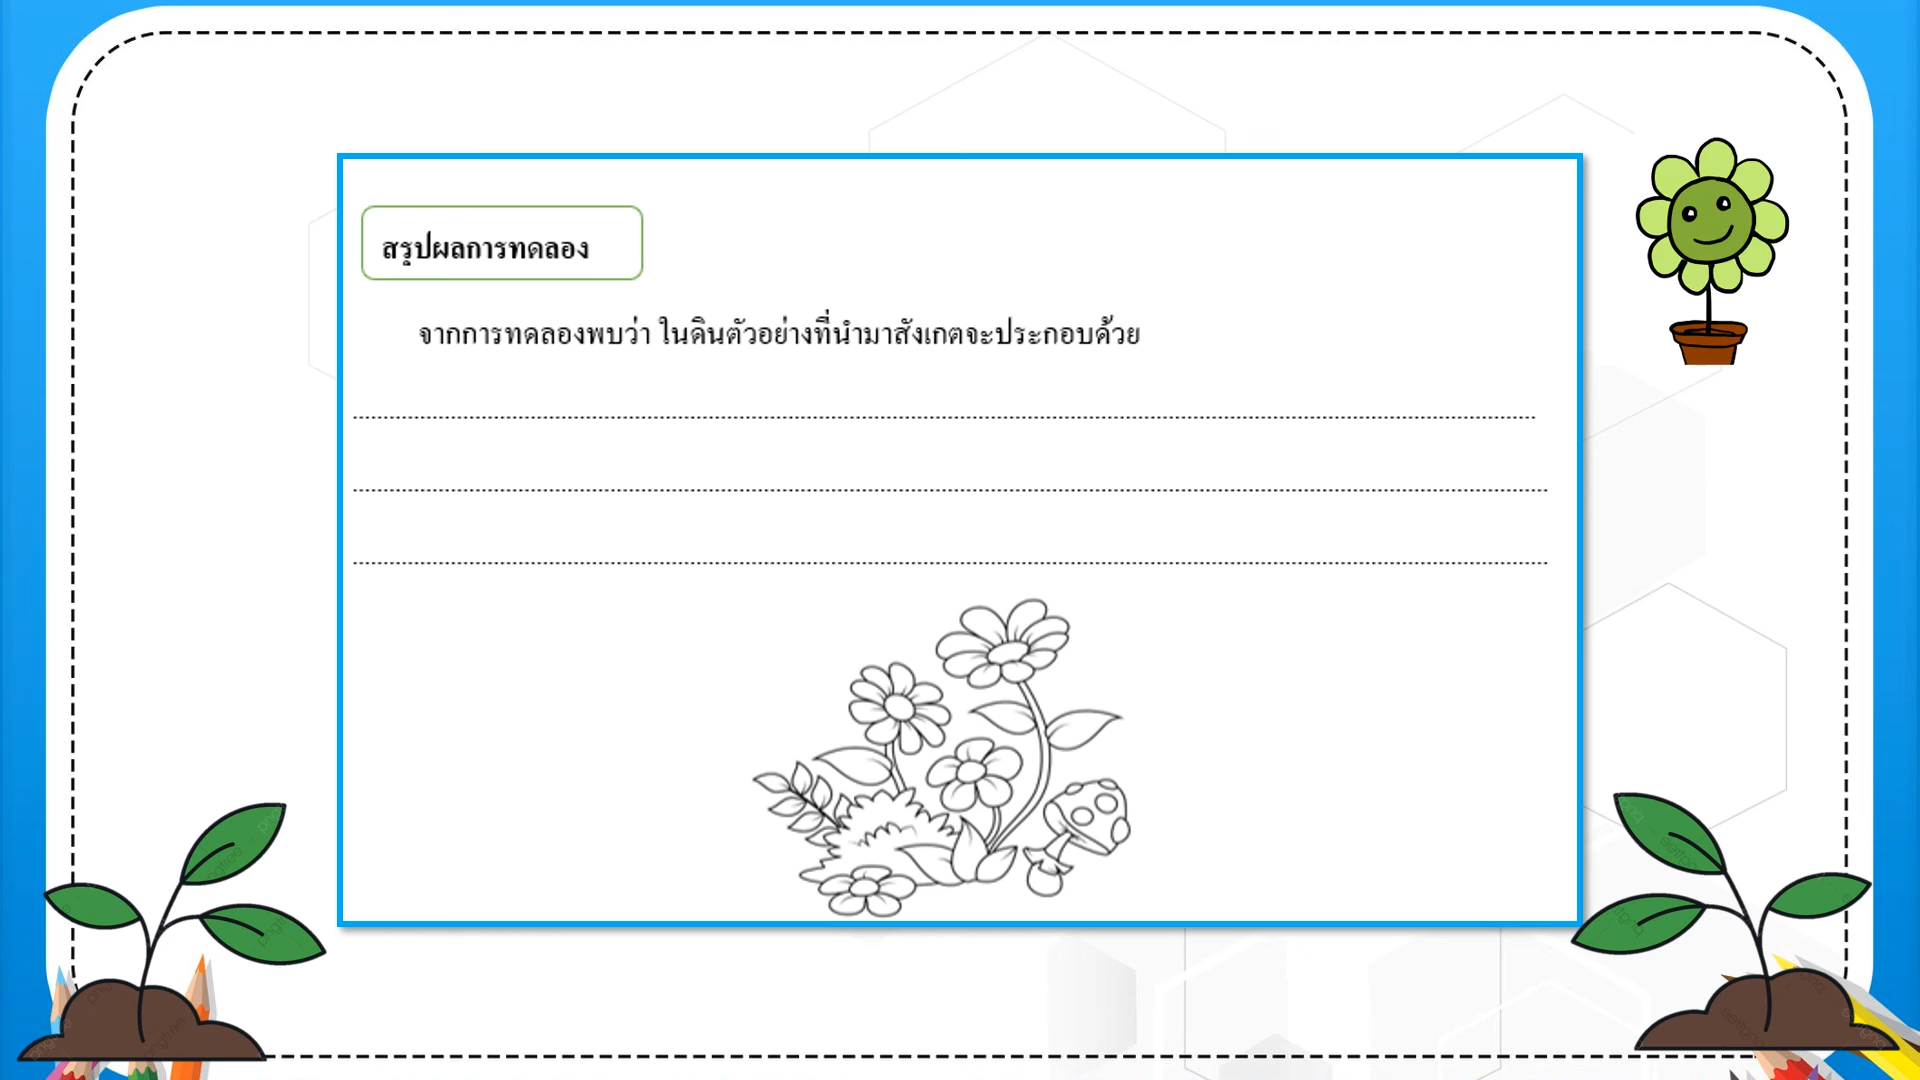 สรุปผลการทดลอง
จากการทดลองพบว่า ในดินตัวอย่างที่นำมาสังเกตจะประกอบด้วย